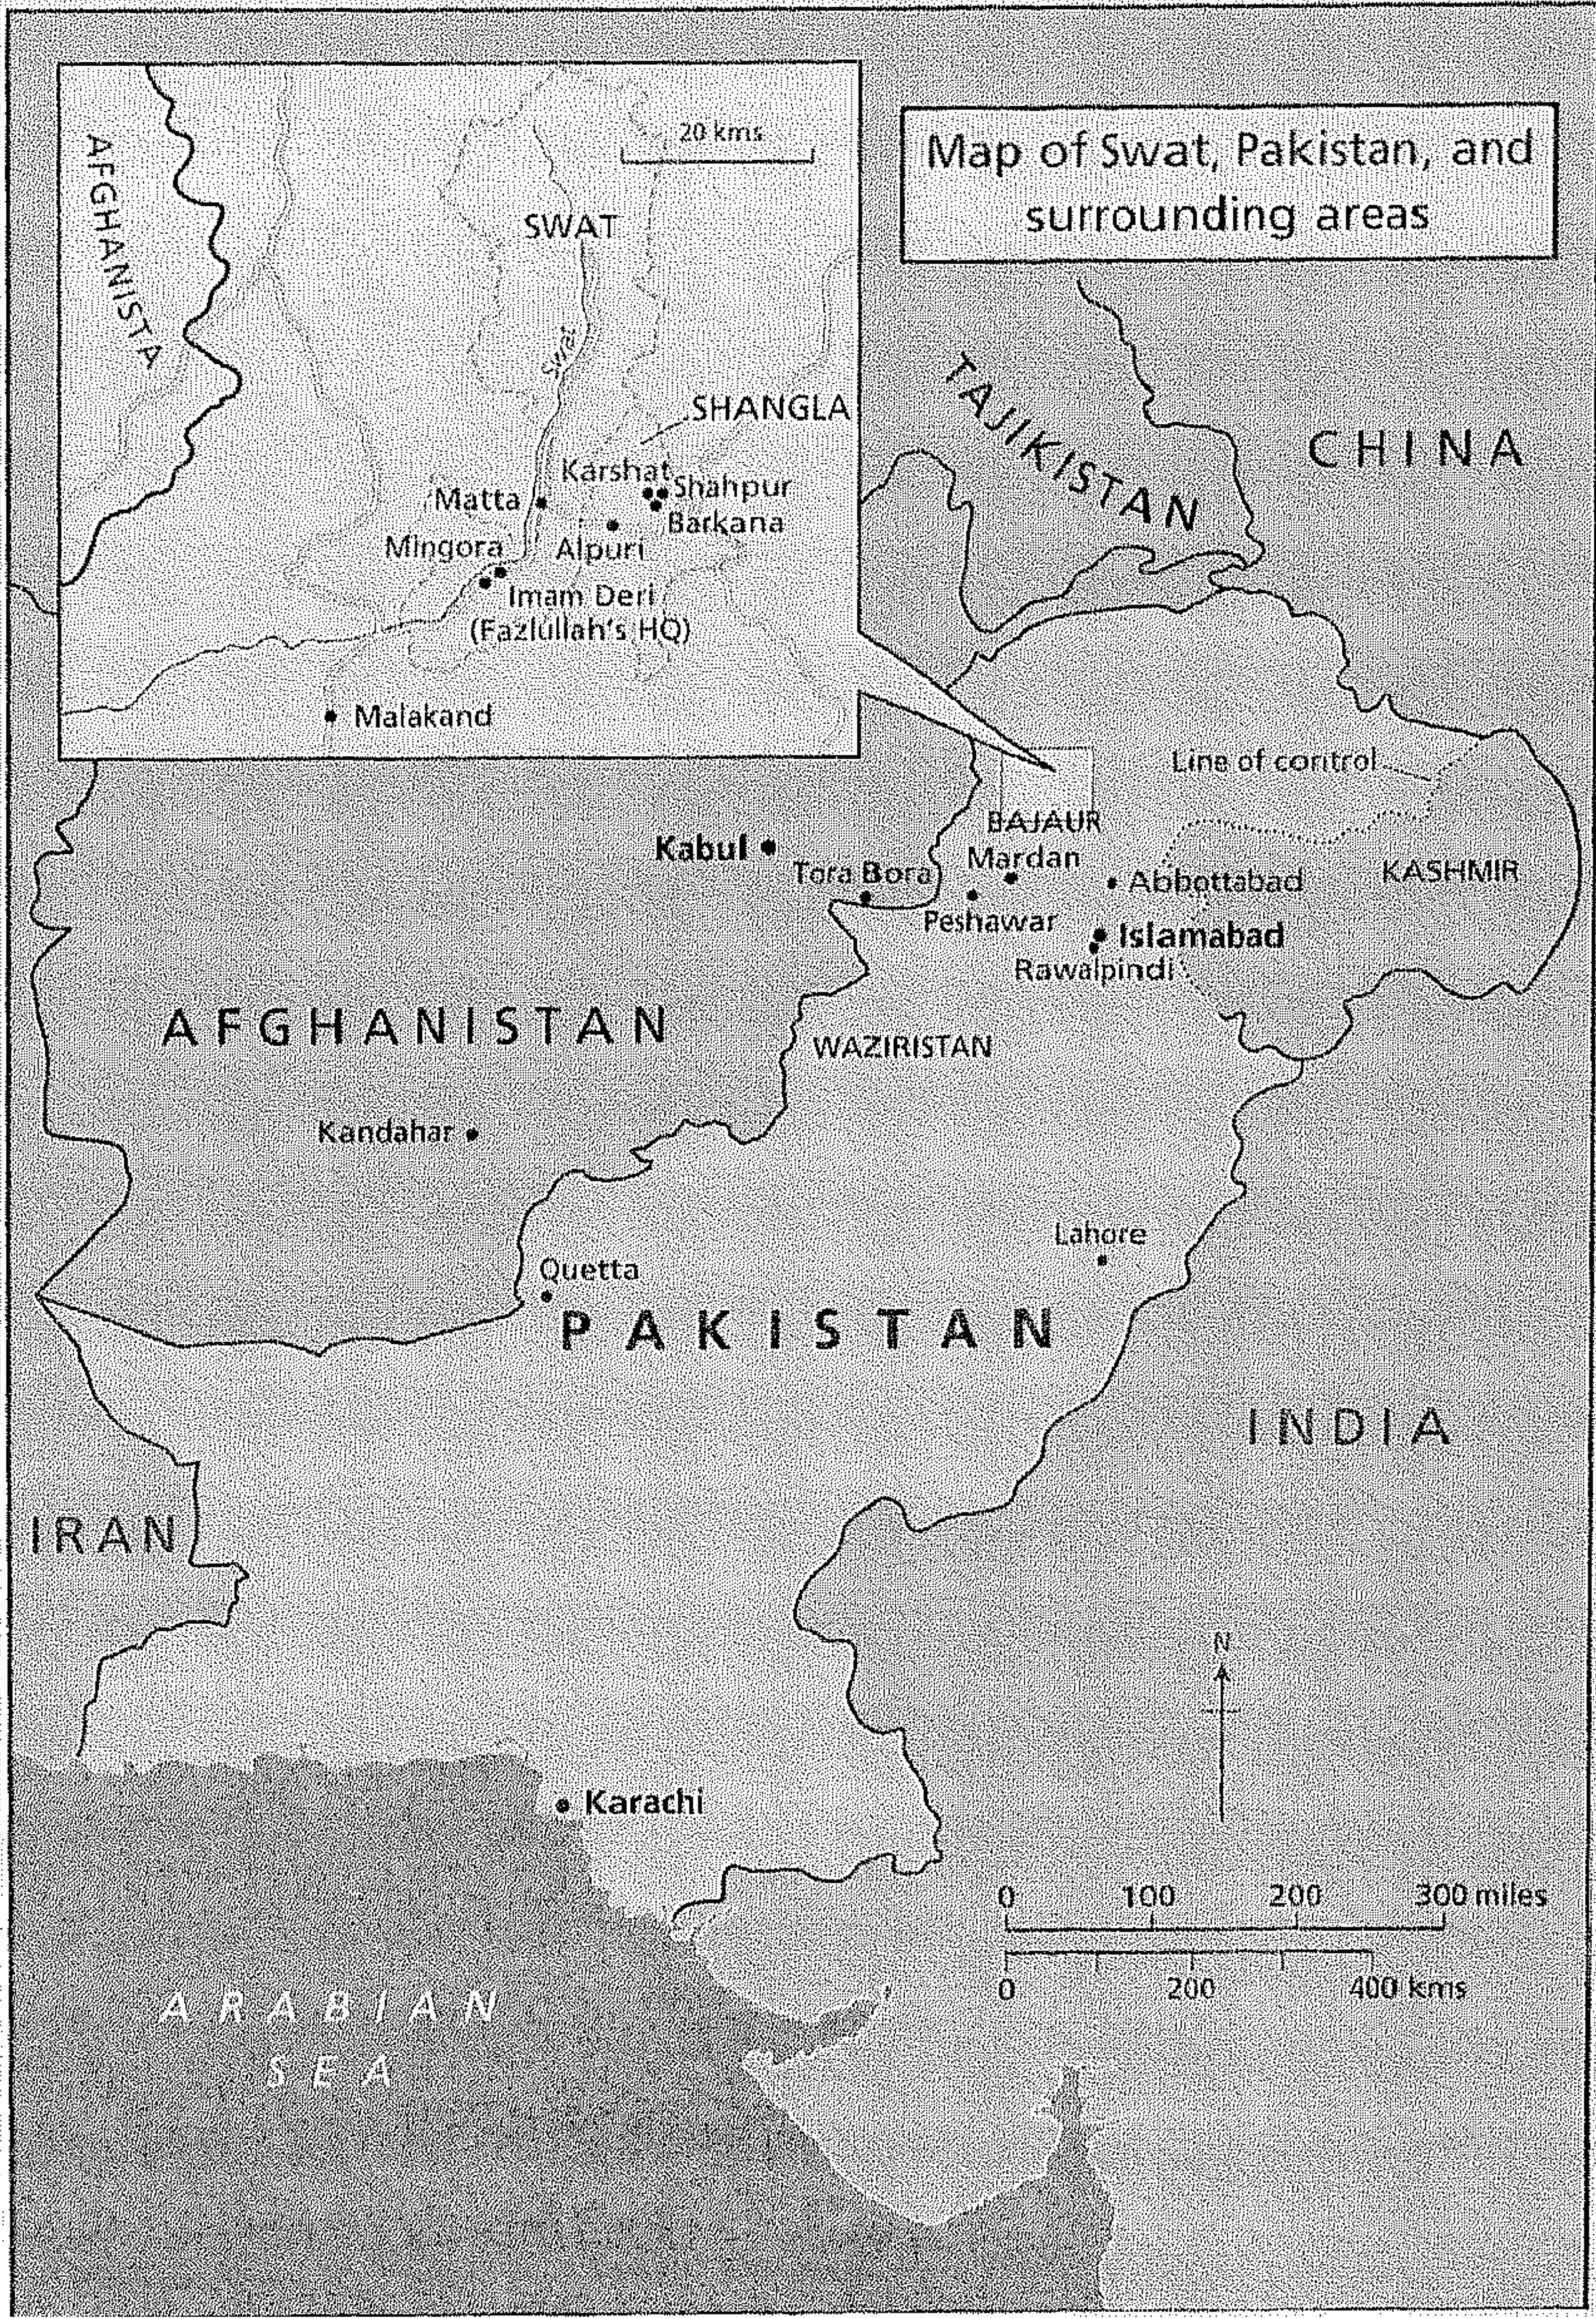 Map of Swat, Pakistan, and
surrounding areas
20 kms
AFGHANISTA
SWAT
Swat
SHANGLA
Karshat
Shahpur
Matta
Barkana
Mingora
Alpuri
Imam Deri
(Fazlullah's HQ)
Malakand
TAJIKISTAN
CHINA
Line of control
BAJAUR
Kabul
Mardan
Tora Bora
Abbottabad
KASHMIR
Peshawar
Islamabad
Rawalpindi
AFGHANISTAN
WAZIRISTAN
Kandahar
Lahore
Quetta
PAKISTAN
INDIA
IRAN
N
Karachi
0 100 200 300 miles
0 200 400 kms
ARABIAN
SEA